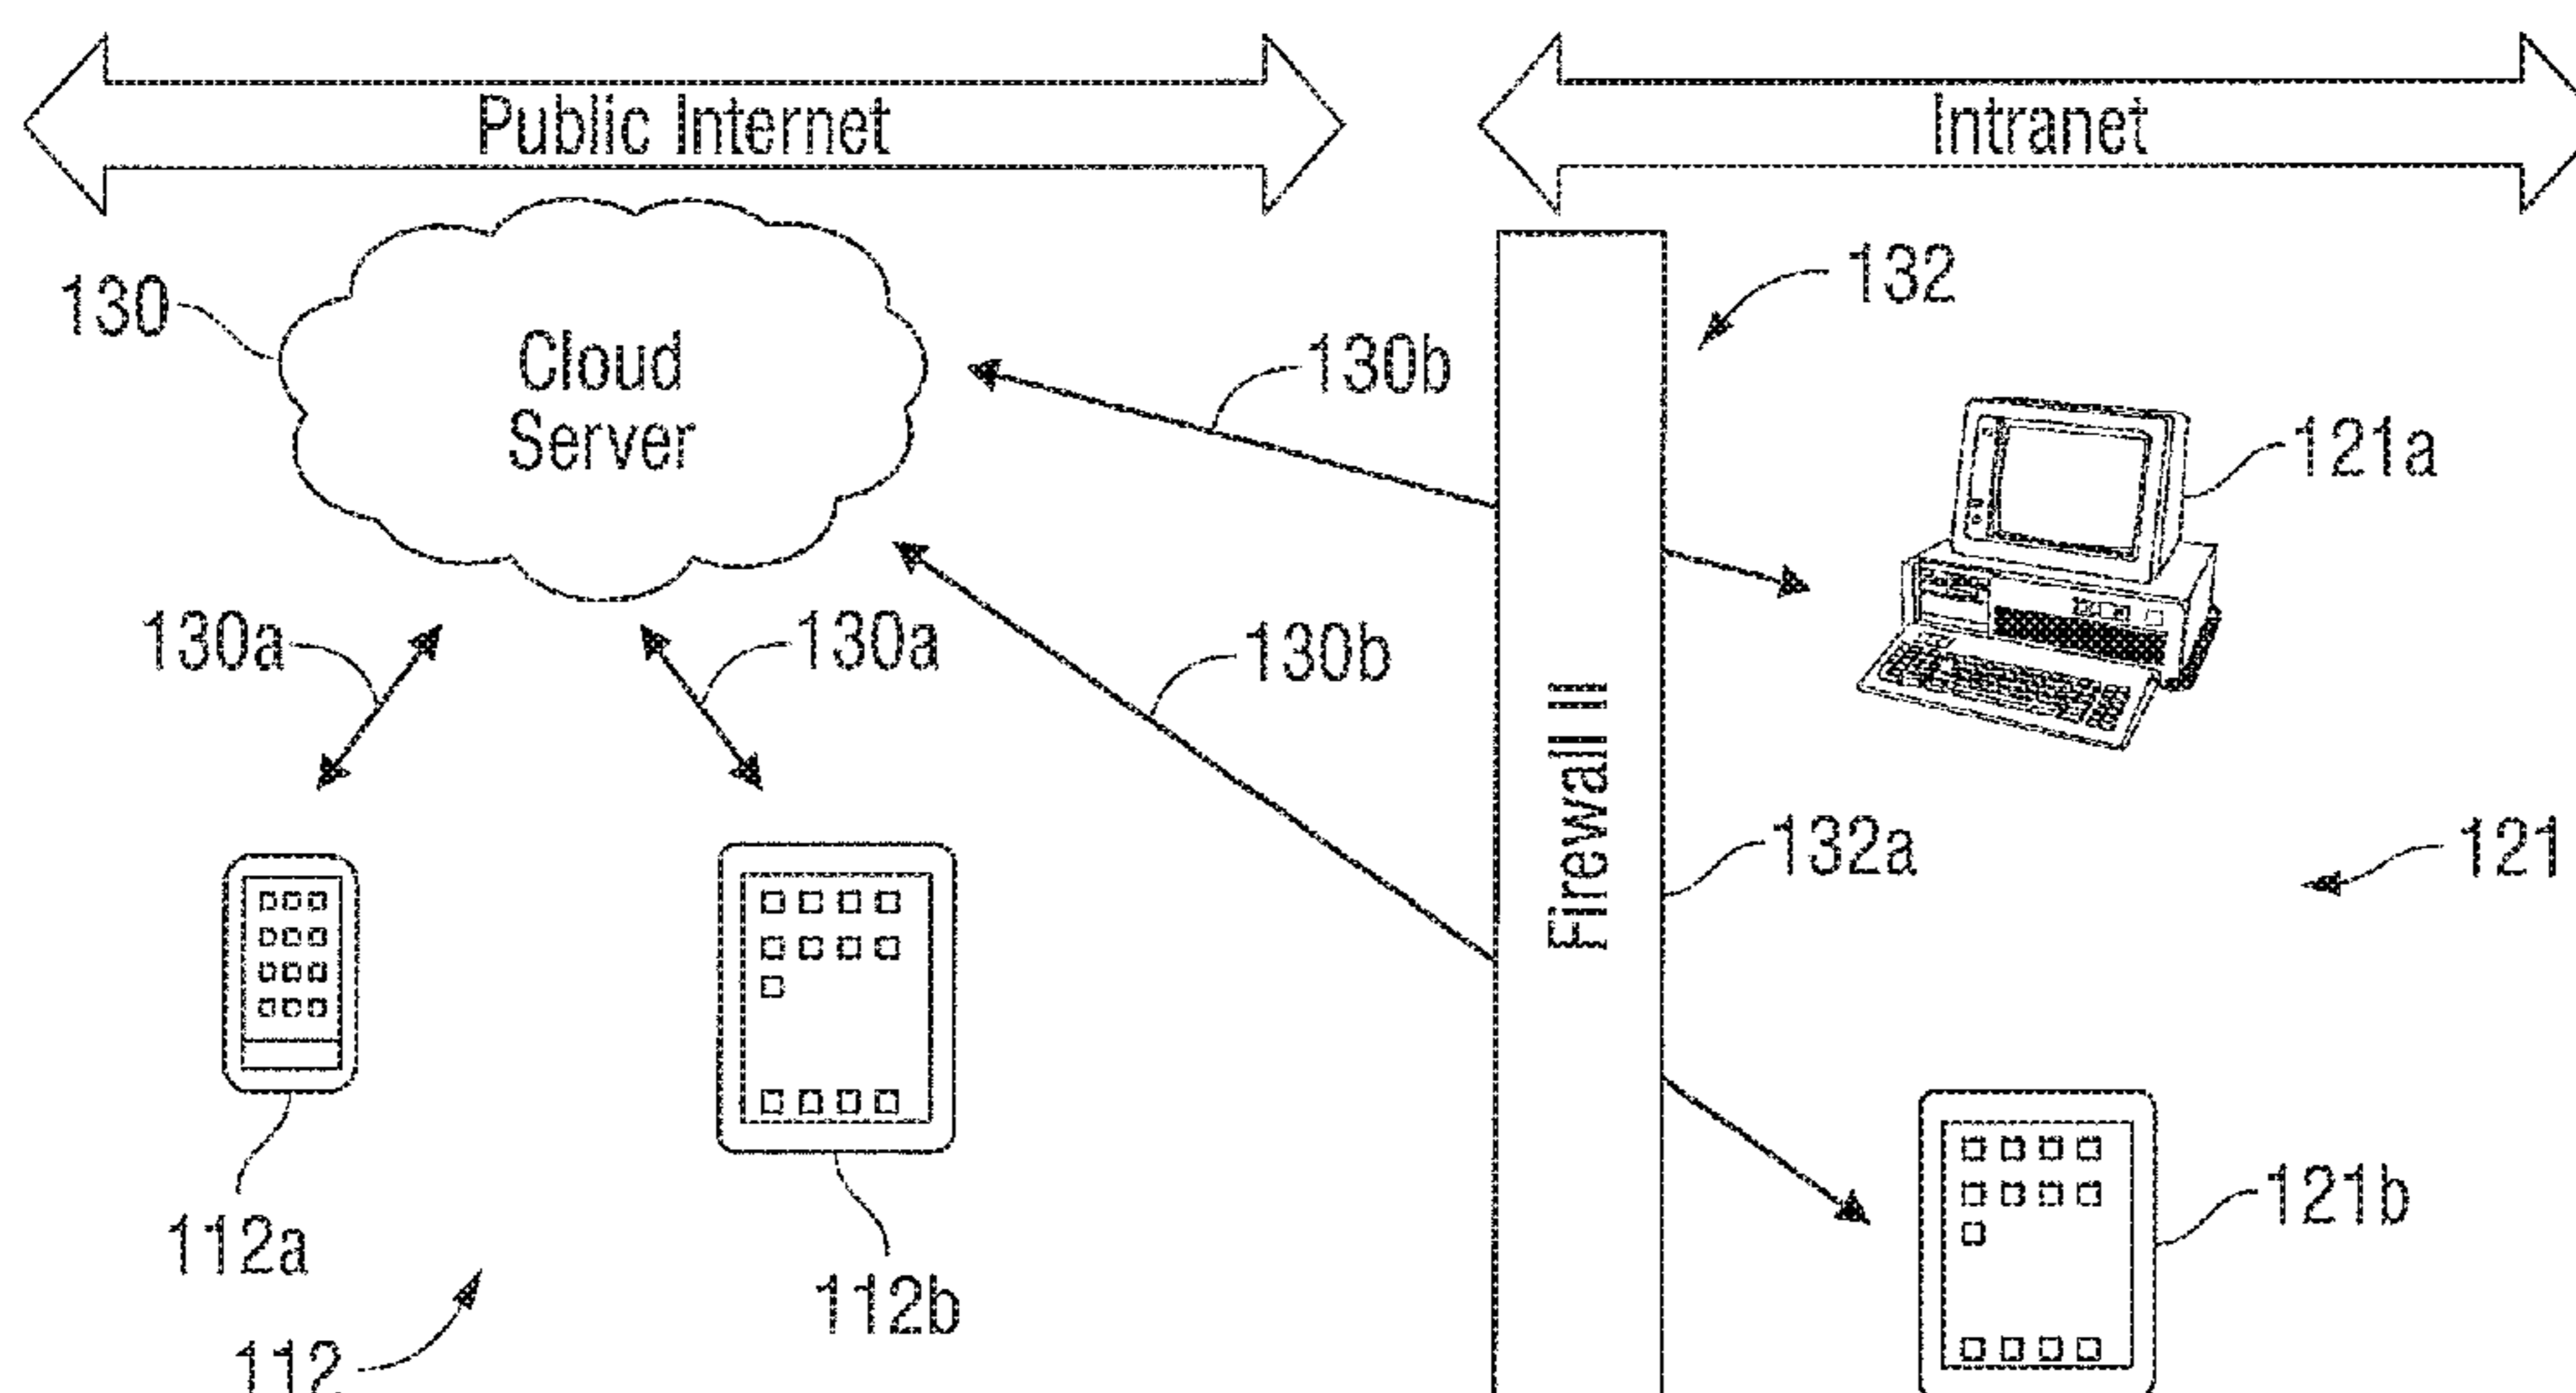 Public Internet
Intranet
130
Cloud
Server
130b
132
121a
130a
130a
130b
Firewall II
132a
121
112a
112b
121b
112